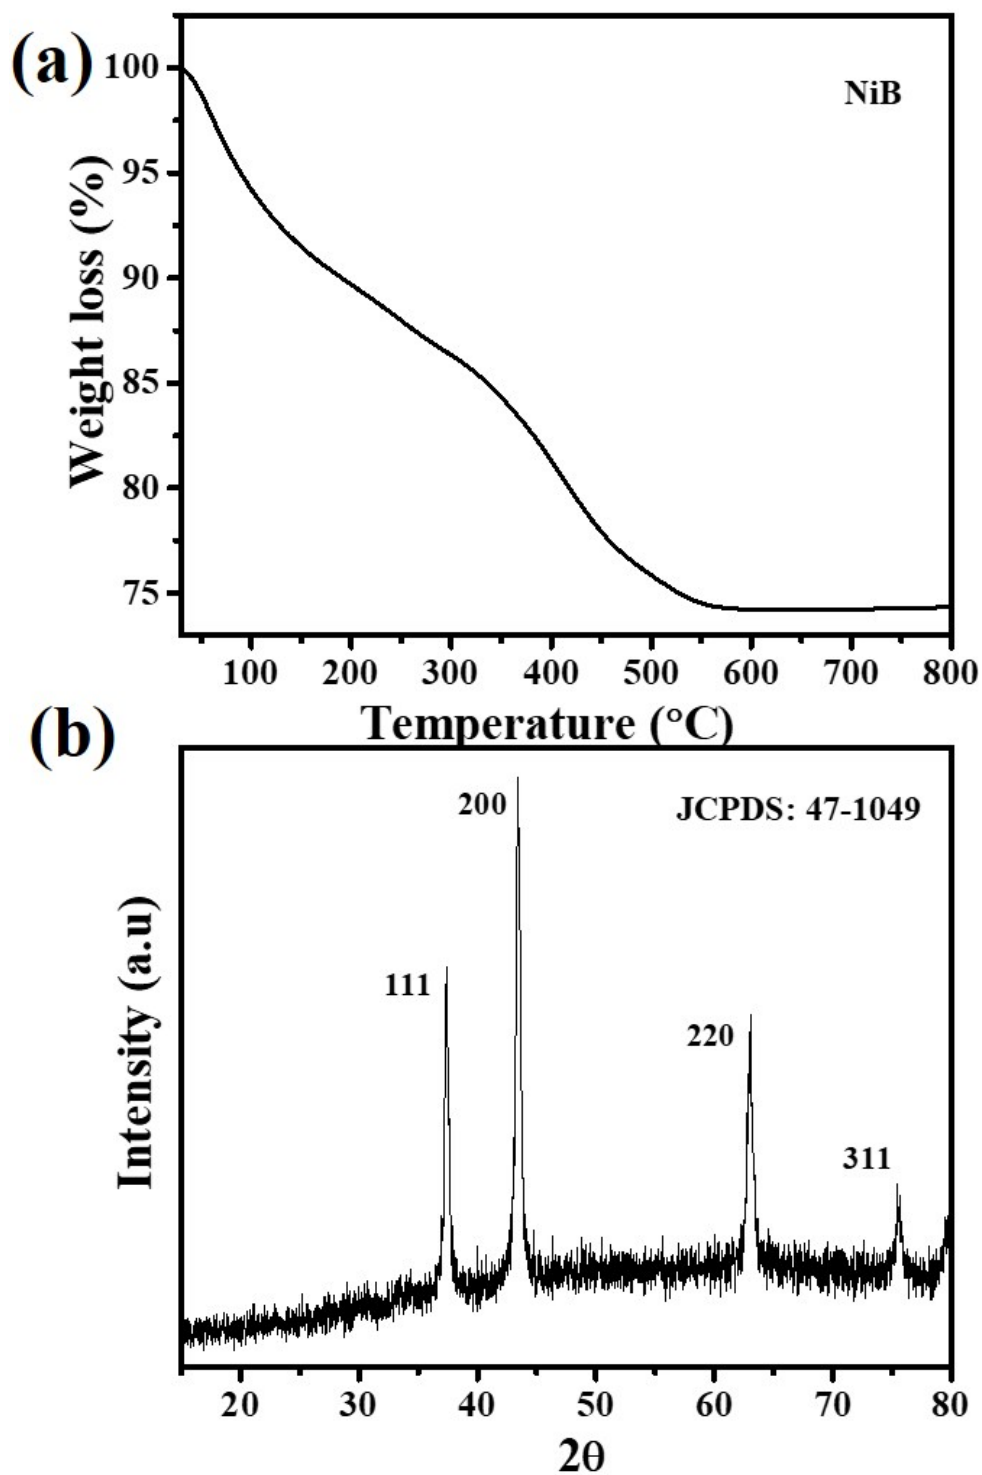 (a)
NiB
Weight loss (%)
100
95
90
85
80
75
100 200 300 400 500 600 700 800
Temperature (°C)
(b)
JCPDS: 47-1049
Intensity (a.u)
111
200
220
311
20 30 40 50 60 70 80
2θ